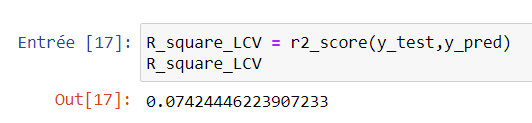 Entrée [17]: R_square_LCV = r2_score(y_test,y_pred)
R_square_LCV
Out[17]: 0.07424446223907233